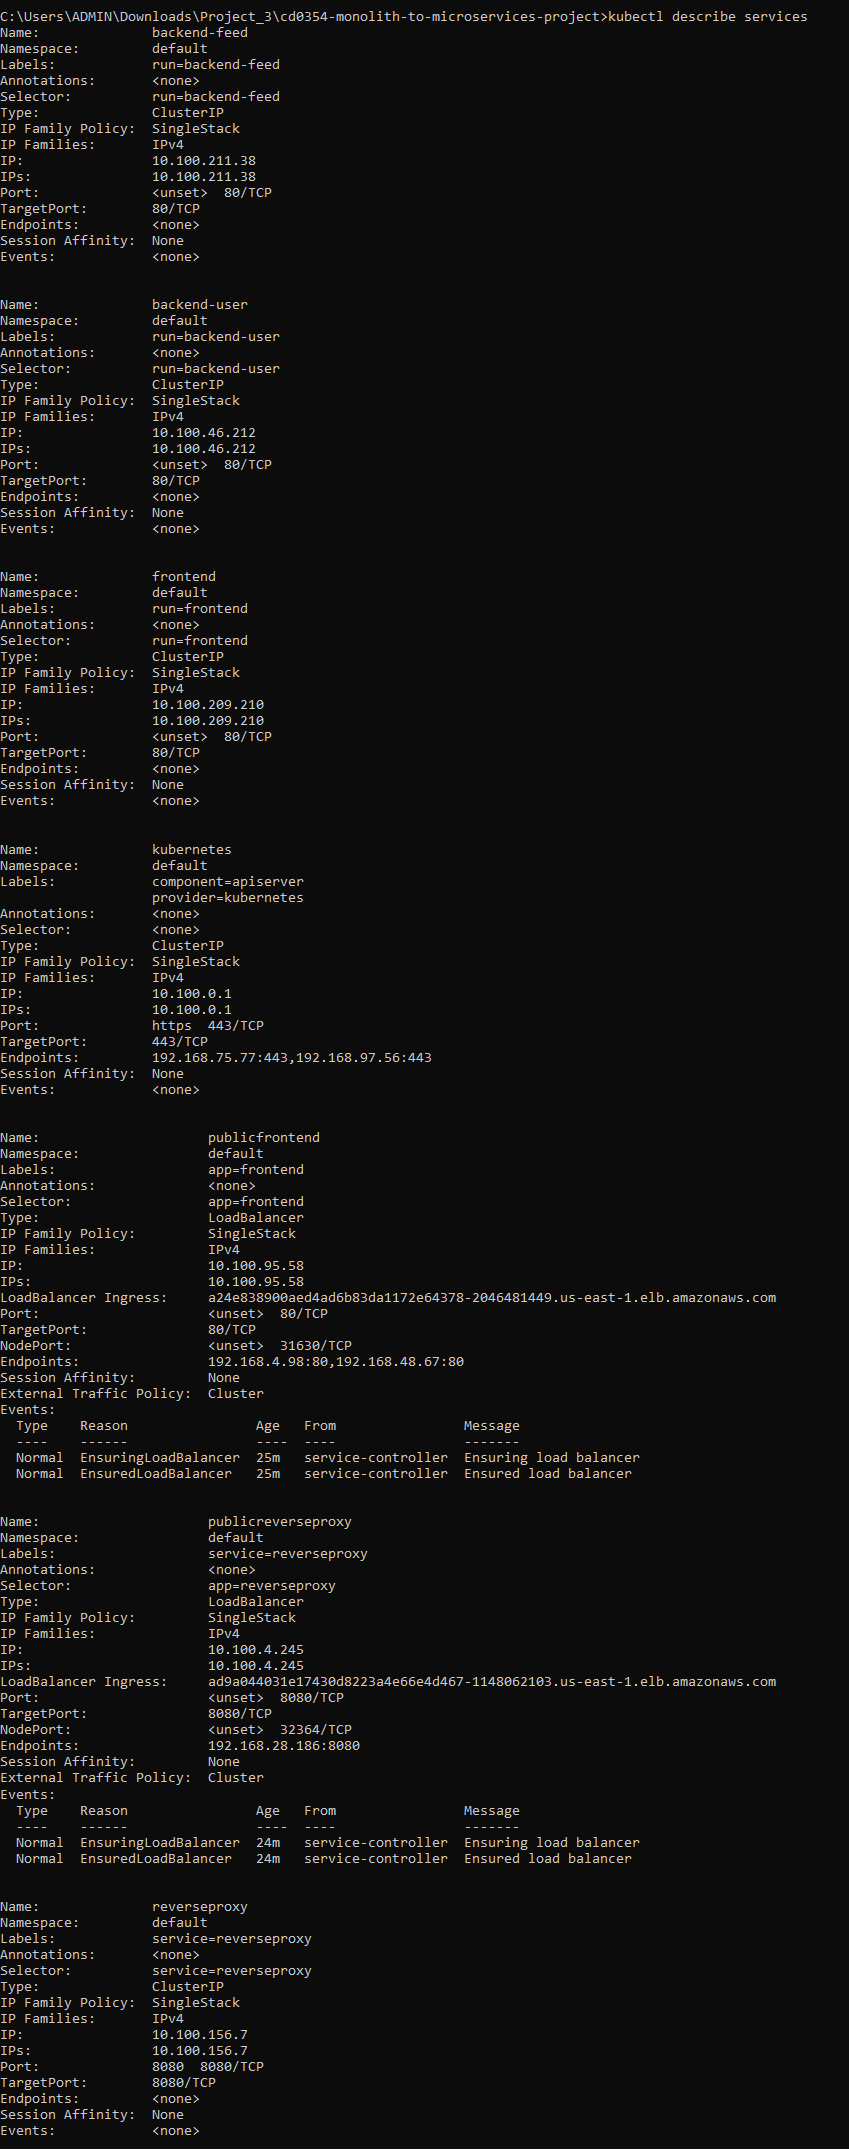 C:\Users\ADMIN\Downloads\Project_3\cd0354-monolith-to-microservices-project>kubectl describe services
Name:              backend-feed
Namespace:         default
Labels:            run=backend-feed
Annotations:       <none>
Selector:          run=backend-feed
Type:              ClusterIP
IP Family Policy:  SingleStack
IP Families:       IPv4
IP:                10.100.211.38
IPs:               10.100.211.38
Port:              <unset>  80/TCP
TargetPort:        80/TCP
Endpoints:         <none>
Session Affinity:  None
Events:            <none>

Name:              backend-user
Namespace:         default
Labels:            run=backend-user
Annotations:       <none>
Selector:          run=backend-user
Type:              ClusterIP
IP Family Policy:  SingleStack
IP Families:       IPv4
IP:                10.100.46.212
IPs:               10.100.46.212
Port:              <unset>  80/TCP
TargetPort:        80/TCP
Endpoints:         <none>
Session Affinity:  None
Events:            <none>

Name:              frontend
Namespace:         default
Labels:            run=frontend
Annotations:       <none>
Selector:          run=frontend
Type:              ClusterIP
IP Family Policy:  SingleStack
IP Families:       IPv4
IP:                10.100.209.210
IPs:               10.100.209.210
Port:              <unset>  80/TCP
TargetPort:        80/TCP
Endpoints:         <none>
Session Affinity:  None
Events:            <none>

Name:              kubernetes
Namespace:         default
Labels:            component=apiserver
                   provider=kubernetes
Annotations:       <none>
Selector:          <none>
Type:              ClusterIP
IP Family Policy:  SingleStack
IP Families:       IPv4
IP:                10.100.0.1
IPs:               10.100.0.1
Port:              https  443/TCP
TargetPort:        443/TCP
Endpoints:         192.168.75.77:443,192.168.97.56:443
Session Affinity:  None
Events:            <none>

Name:                     publicfrontend
Namespace:                default
Labels:                   app=frontend
Annotations:              <none>
Selector:                 app=frontend
Type:                     LoadBalancer
IP Family Policy:         SingleStack
IP Families:              IPv4
IP:                       10.100.95.58
IPs:                      10.100.95.58
LoadBalancer Ingress:     a24e838900aed4ad6b83da1172e64378-2046481449.us-east-1.elb.amazonaws.com
Port:                     <unset>  80/TCP
TargetPort:               80/TCP
NodePort:                 <unset>  31630/TCP
Endpoints:                192.168.4.98:80,192.168.48.67:80
Session Affinity:         None
External Traffic Policy:  Cluster
Events:
  Type    Reason                Age   From                Message
  ----    ------                ----  ----                -------
  Normal  EnsuringLoadBalancer  25m   service-controller  Ensuring load balancer
  Normal  EnsuredLoadBalancer   25m   service-controller  Ensured load balancer

Name:                     publicreverseproxy
Namespace:                default
Labels:                   service=reverseproxy
Annotations:              <none>
Selector:                 app=reverseproxy
Type:                     LoadBalancer
IP Family Policy:         SingleStack
IP Families:              IPv4
IP:                       10.100.4.245
IPs:                      10.100.4.245
LoadBalancer Ingress:     ad9a044031e17430d8223a4e66e4d467-1148062103.us-east-1.elb.amazonaws.com
Port:                     <unset>  8080/TCP
TargetPort:               8080/TCP
NodePort:                 <unset>  32364/TCP
Endpoints:                192.168.28.186:8080
Session Affinity:         None
External Traffic Policy:  Cluster
Events:
  Type    Reason                Age   From                Message
  ----    ------                ----  ----                -------
  Normal  EnsuringLoadBalancer  24m   service-controller  Ensuring load balancer
  Normal  EnsuredLoadBalancer   24m   service-controller  Ensured load balancer

Name:              reverseproxy
Namespace:         default
Labels:            service=reverseproxy
Annotations:       <none>
Selector:          service=reverseproxy
Type:              ClusterIP
IP Family Policy:  SingleStack
IP Families:       IPv4
IP:                10.100.156.7
IPs:               10.100.156.7
Port:              8080  8080/TCP
TargetPort:        8080/TCP
Endpoints:         <none>
Session Affinity:  None
Events:            <none>